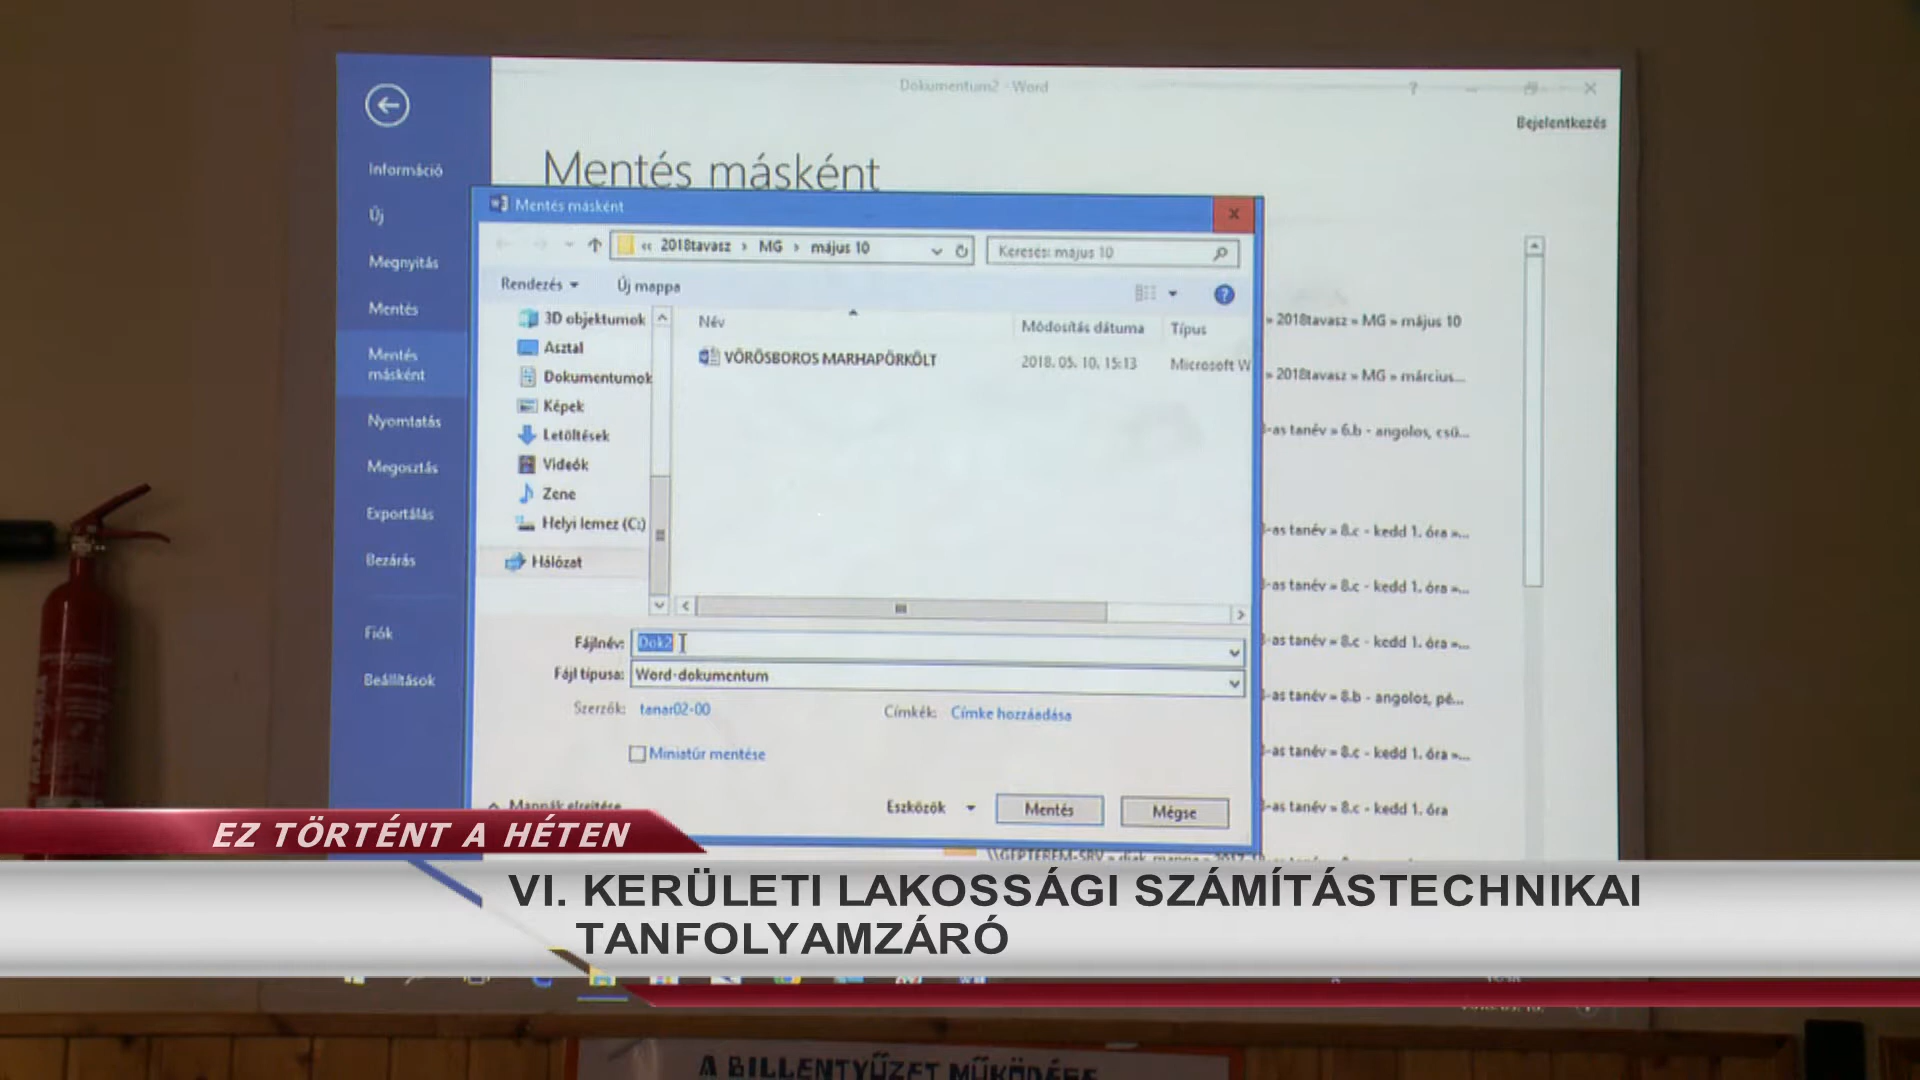 Dokumentum2 - Word
?
Bejelentkezés
Mentés másként
Információ
Új
Megnyitás
Mentés
Mentés
másként
Nyomtatás
Megosztás
Exportálás
Bezárás
Fiók
Beállítások
Mentés másként
« 2018tavasz › MG › május 10
Keresés: május 10
Rendezés
Új mappa
Név
Módosítás dátuma
Típus
3D objektumok
Asztal
Dokumentumok
Képek
Letöltések
Videók
Zene
Helyi lemez (C:)
Hálózat
VÖRÖSBOROS MARHAPÖRKÖLT
2018. 05. 10. 15:13
Microsoft W
» 2018tavasz » MG » május 10
» 2018tavasz » MG » március...
-as tanév » 6.b - angolos, csü...
-as tanév » 8.c - kedd 1. óra »...
-as tanév » 8.c - kedd 1. óra »...
-as tanév » 8.c - kedd 1. óra »...
-as tanév » 8.b - angolos, pé...
-as tanév » 8.c - kedd 1. óra »...
-as tanév » 8.c - kedd 1. óra
Fájlnév: Dok2
Fájl típusa: Word-dokumentum
Szerzők: tanar02-00
Címkék: Címke hozzáadása
Miniatűr mentése
Mappák elrejtése
Eszközök
Mentés
Mégse
EZ TÖRTÉNT A HÉTEN
VI. KERÜLETI LAKOSSÁGI SZÁMÍTÁSTECHNIKAI
TANFOLYAMZÁRÓ
A BILLENTYŰZET MŰKÖDÉSE